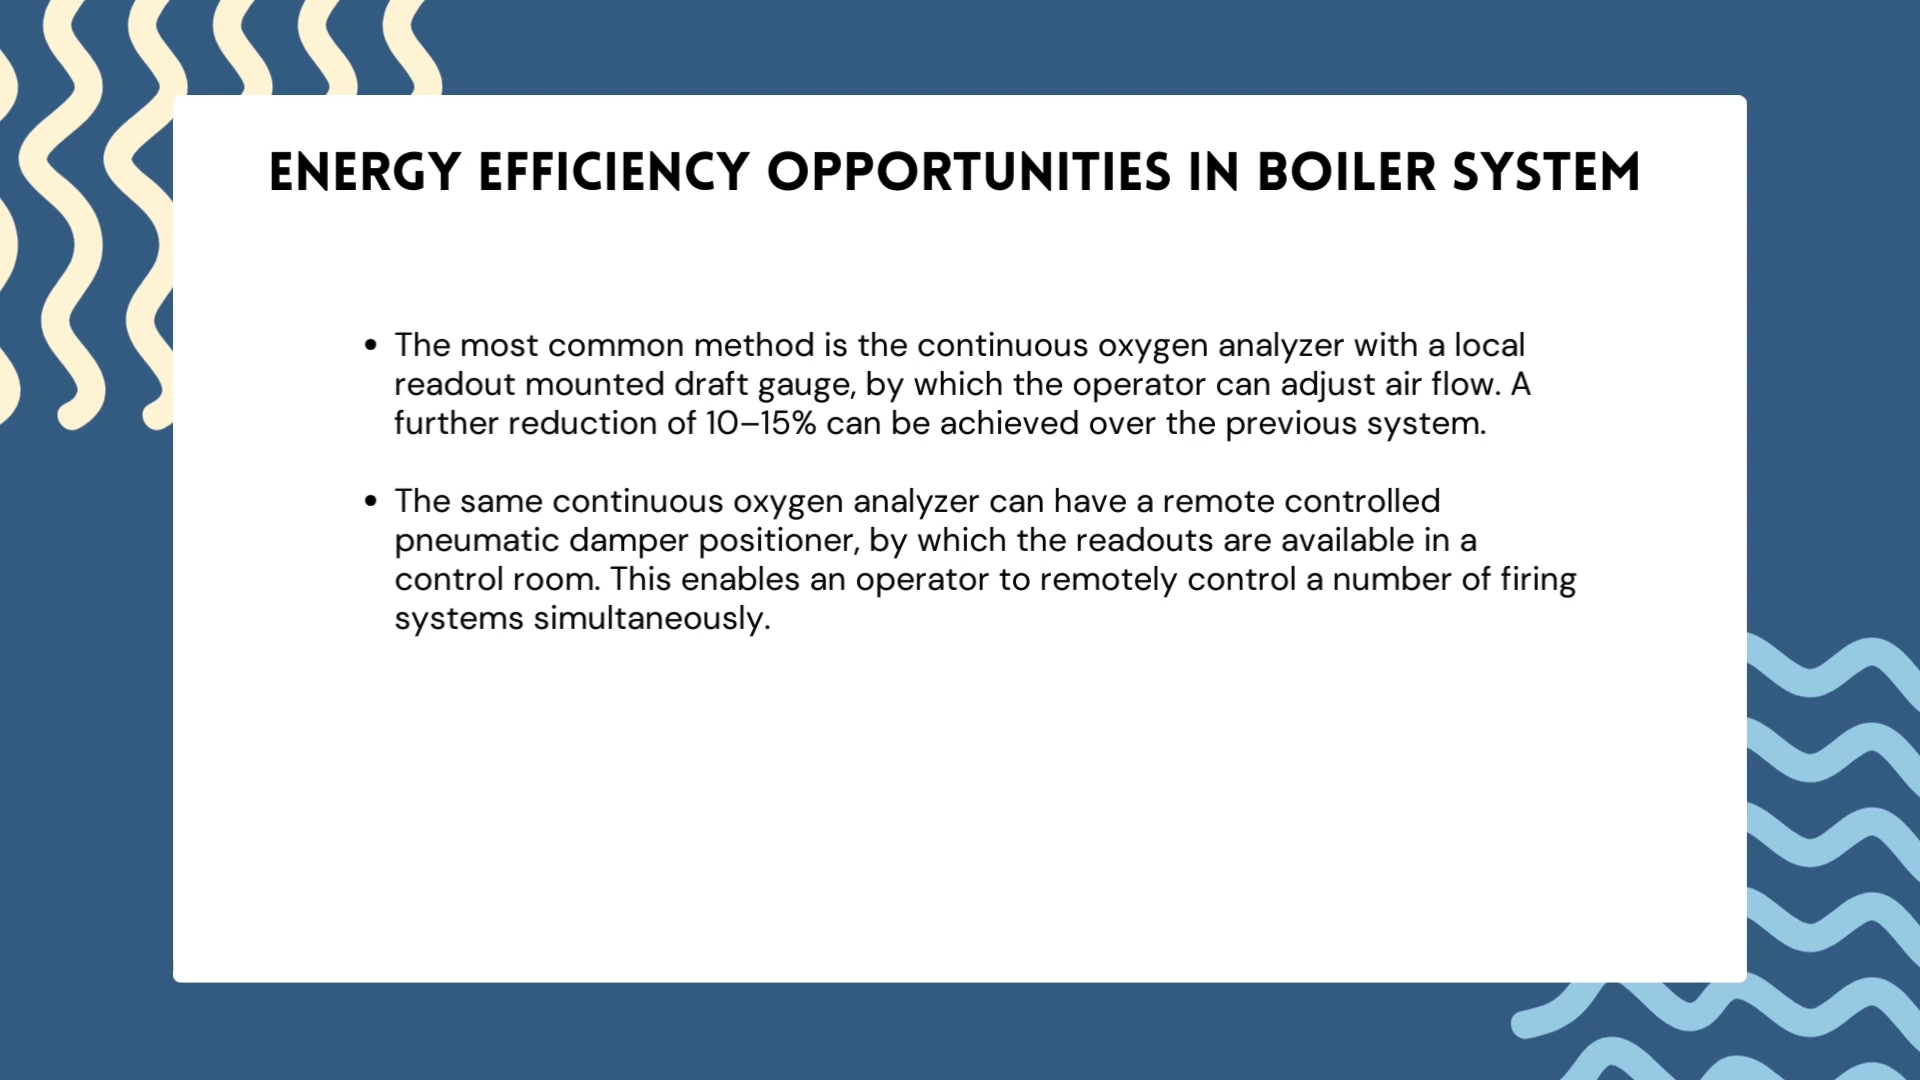 ENERGY EFFICIENCY OPPORTUNITIES IN BOILER SYSTEM
• The most common method is the continuous oxygen analyzer with a local
readout mounted draft gauge, by which the operator can adjust air flow. A
further reduction of 10–15% can be achieved over the previous system.
• The same continuous oxygen analyzer can have a remote controlled
pneumatic damper positioner, by which the readouts are available in a
control room. This enables an operator to remotely control a number of firing
systems simultaneously.